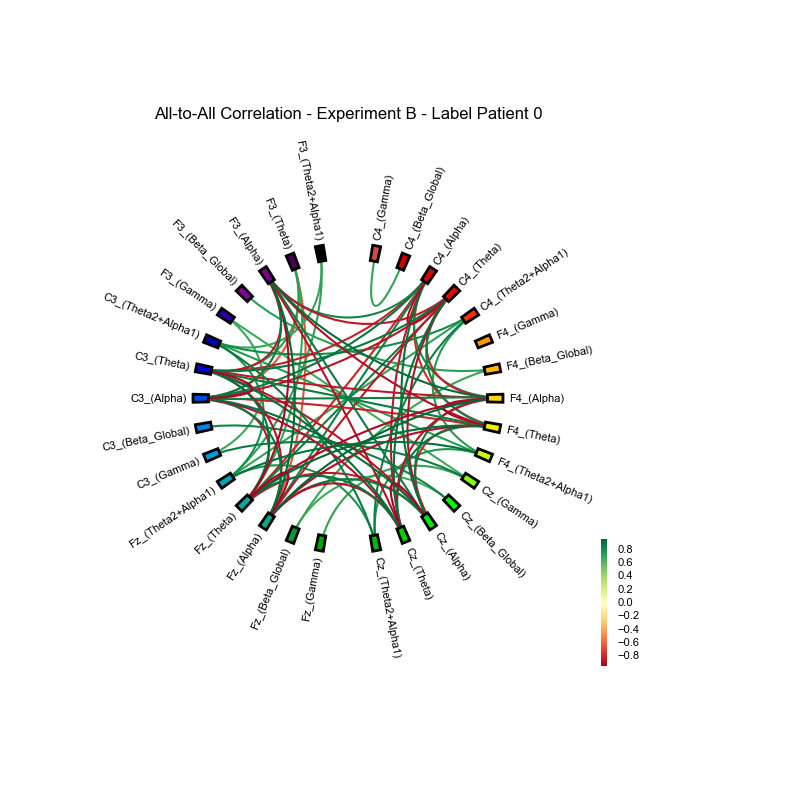 All-to-All Correlation - Experiment B - Label Patient 0
F3_(Theta2+Alpha1)
F3_(Theta)
F3_(Alpha)
F3_(Beta_Global)
F3_(Gamma)
C3_(Theta2+Alpha1)
C3_(Theta)
C3_(Alpha)
C3_(Beta_Global)
C3_(Gamma)
Fz_(Theta2+Alpha1)
Fz_(Theta)
Fz_(Alpha)
Fz_(Beta_Global)
Fz_(Gamma)
Cz_(Theta2+Alpha1)
Cz_(Theta)
Cz_(Alpha)
Cz_(Beta_Global)
Cz_(Gamma)
F4_(Theta2+Alpha1)
F4_(Theta)
F4_(Alpha)
F4_(Beta_Global)
F4_(Gamma)
C4_(Theta2+Alpha1)
C4_(Theta)
C4_(Alpha)
C4_(Beta_Global)
C4_(Gamma)
0.8
0.6
0.4
0.2
0.0
−0.2
−0.4
−0.6
−0.8